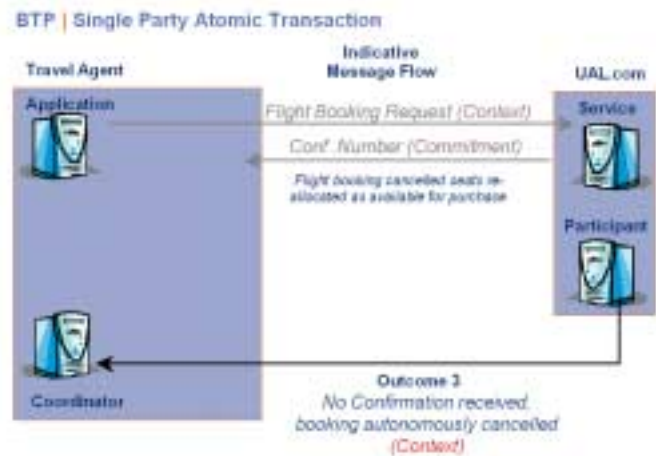 BTP | Single Party Atomic Transaction
Indicative
Message Flow
Travel Agent
UAL.com
Application
Service
Flight Booking Request (Context)
Conf. Number (Commitment)
Flight booking cancelled seats re-
allocated as available for purchase
Participant
Coordinator
Outcome 3
No Confirmation received,
booking autonomously cancelled
(Context)